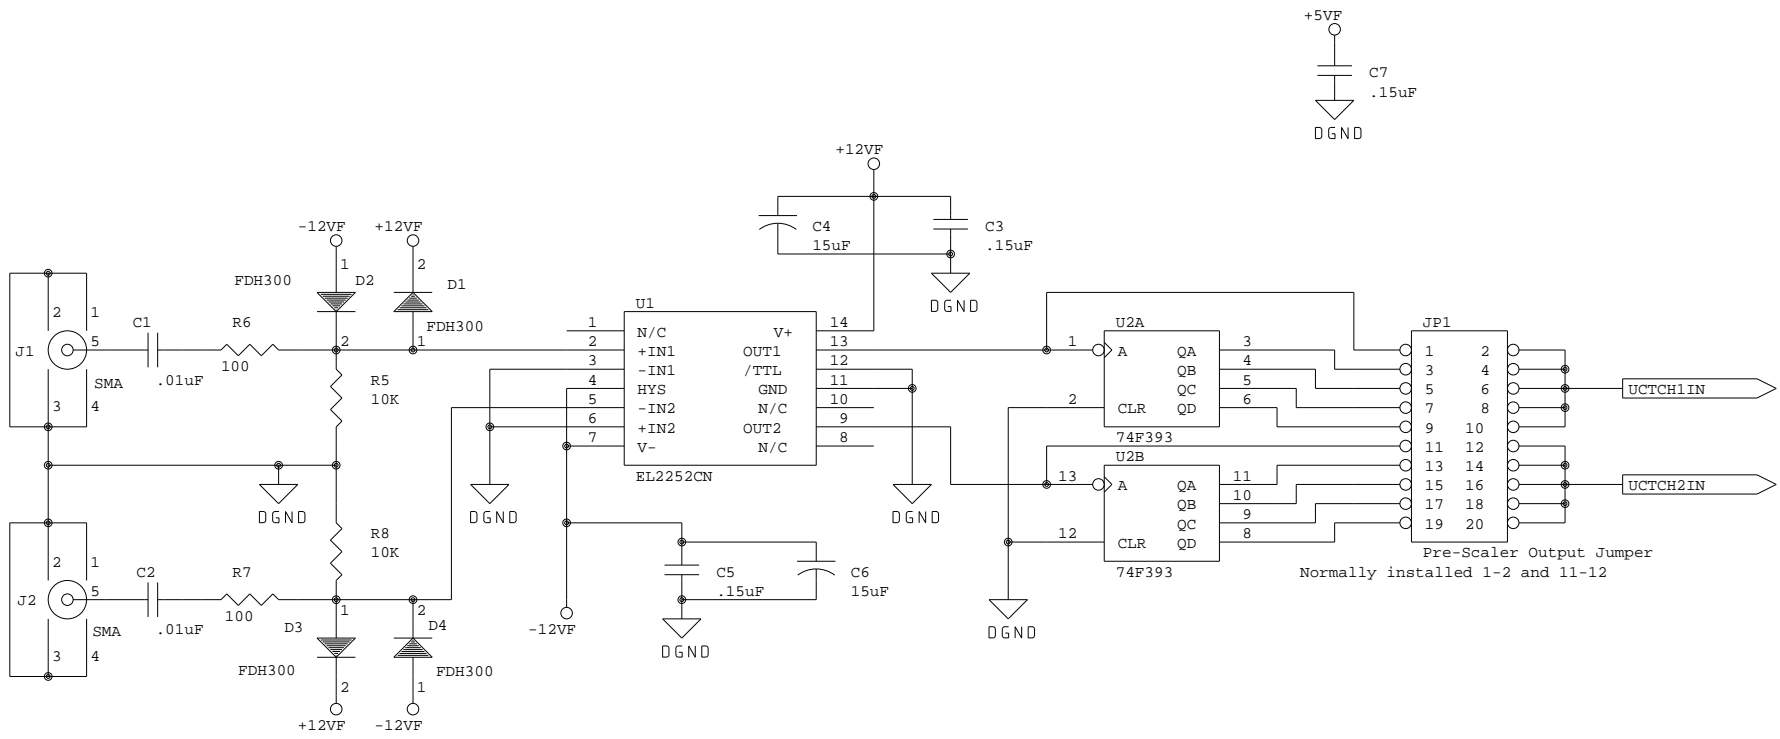 +5VF
C7
.15uF
DGND
+12VF
C4
15uF
C3
.15uF
DGND
-12VF
+12VF
1
2
FDH300
D2
D1
FDH300
2
1
2
1
C1
R6
J1
5
SMA
.01uF
100
3
4
R5
10K
DGND
U1
1
N/C
V+
14
2
+IN1
OUT1
13
3
-IN1
/TTL
12
4
HYS
GND
11
5
-IN2
N/C
10
6
+IN2
OUT2
9
7
V-
N/C
8
EL2252CN
DGND
DGND
U2A
1
A
QA
3
QB
4
QC
5
2
CLR
QD
6
74F393
U2B
13
A
QA
11
QB
10
QC
9
12
CLR
QD
8
74F393
DGND
JP1
1
2
3
4
5
6
7
8
9
10
11
12
13
14
15
16
17
18
19
20
UCTCH1IN
UCTCH2IN
Pre-Scaler Output Jumper
Normally installed 1-2 and 11-12
R8
10K
2
1
C2
R7
J2
5
SMA
.01uF
100
3
4
1
2
D3
D4
FDH300
FDH300
2
1
+12VF
-12VF
-12VF
C5
.15uF
C6
15uF
DGND